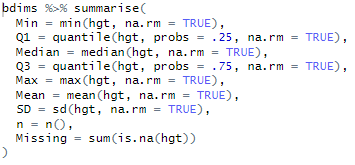 bdims %>% summarise(
Min = min(hgt, na.rm = TRUE),
Q1 = quantile(hgt, probs = .25, na.rm = TRUE),
Median = median(hgt, na.rm = TRUE),
Q3 = quantile(hgt, probs = .75, na.rm = TRUE),
Max = max(hgt, na.rm = TRUE),
Mean = mean(hgt, na.rm = TRUE),
SD = sd(hgt, na.rm = TRUE),
n = n(),
Missing = sum(is.na(hgt))
)